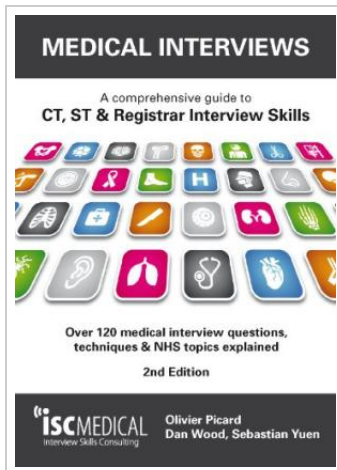 MEDICAL INTERVIEWS
A comprehensive guide to
CT, ST & Registrar Interview Skills
H
Over 120 medical interview questions,
techniques & NHS topics explained
2nd Edition
iscMEDICAL
Interview Skills Consulting
Olivier Picard
Dan Wood, Sebastian Yuen